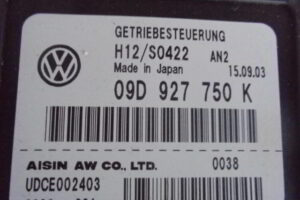 GETRIEBESTEUERUNG
H12/S0422 AN2
Made in Japan 15.09.03
09D 927 750 K
AISIN AW CO., LTD. 0038
UDCE002403